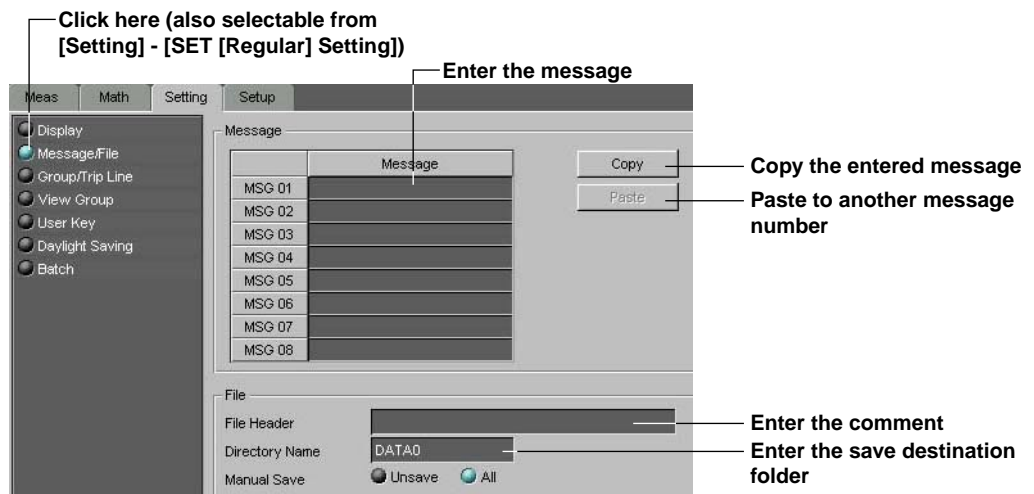 Click here (also selectable from
[Setting] - [SET [Regular] Setting])
Enter the message
Meas Math Setting Setup
Display
Message/File
Group/Trip Line
View Group
User Key
Daylight Saving
Batch
Message
Message
MSG 01
MSG 02
MSG 03
MSG 04
MSG 05
MSG 06
MSG 07
MSG 08
Copy
Paste
Copy the entered message
Paste to another message
number
File
File Header
Directory Name DATA0
Manual Save Unsave All
Enter the comment
Enter the save destination
folder